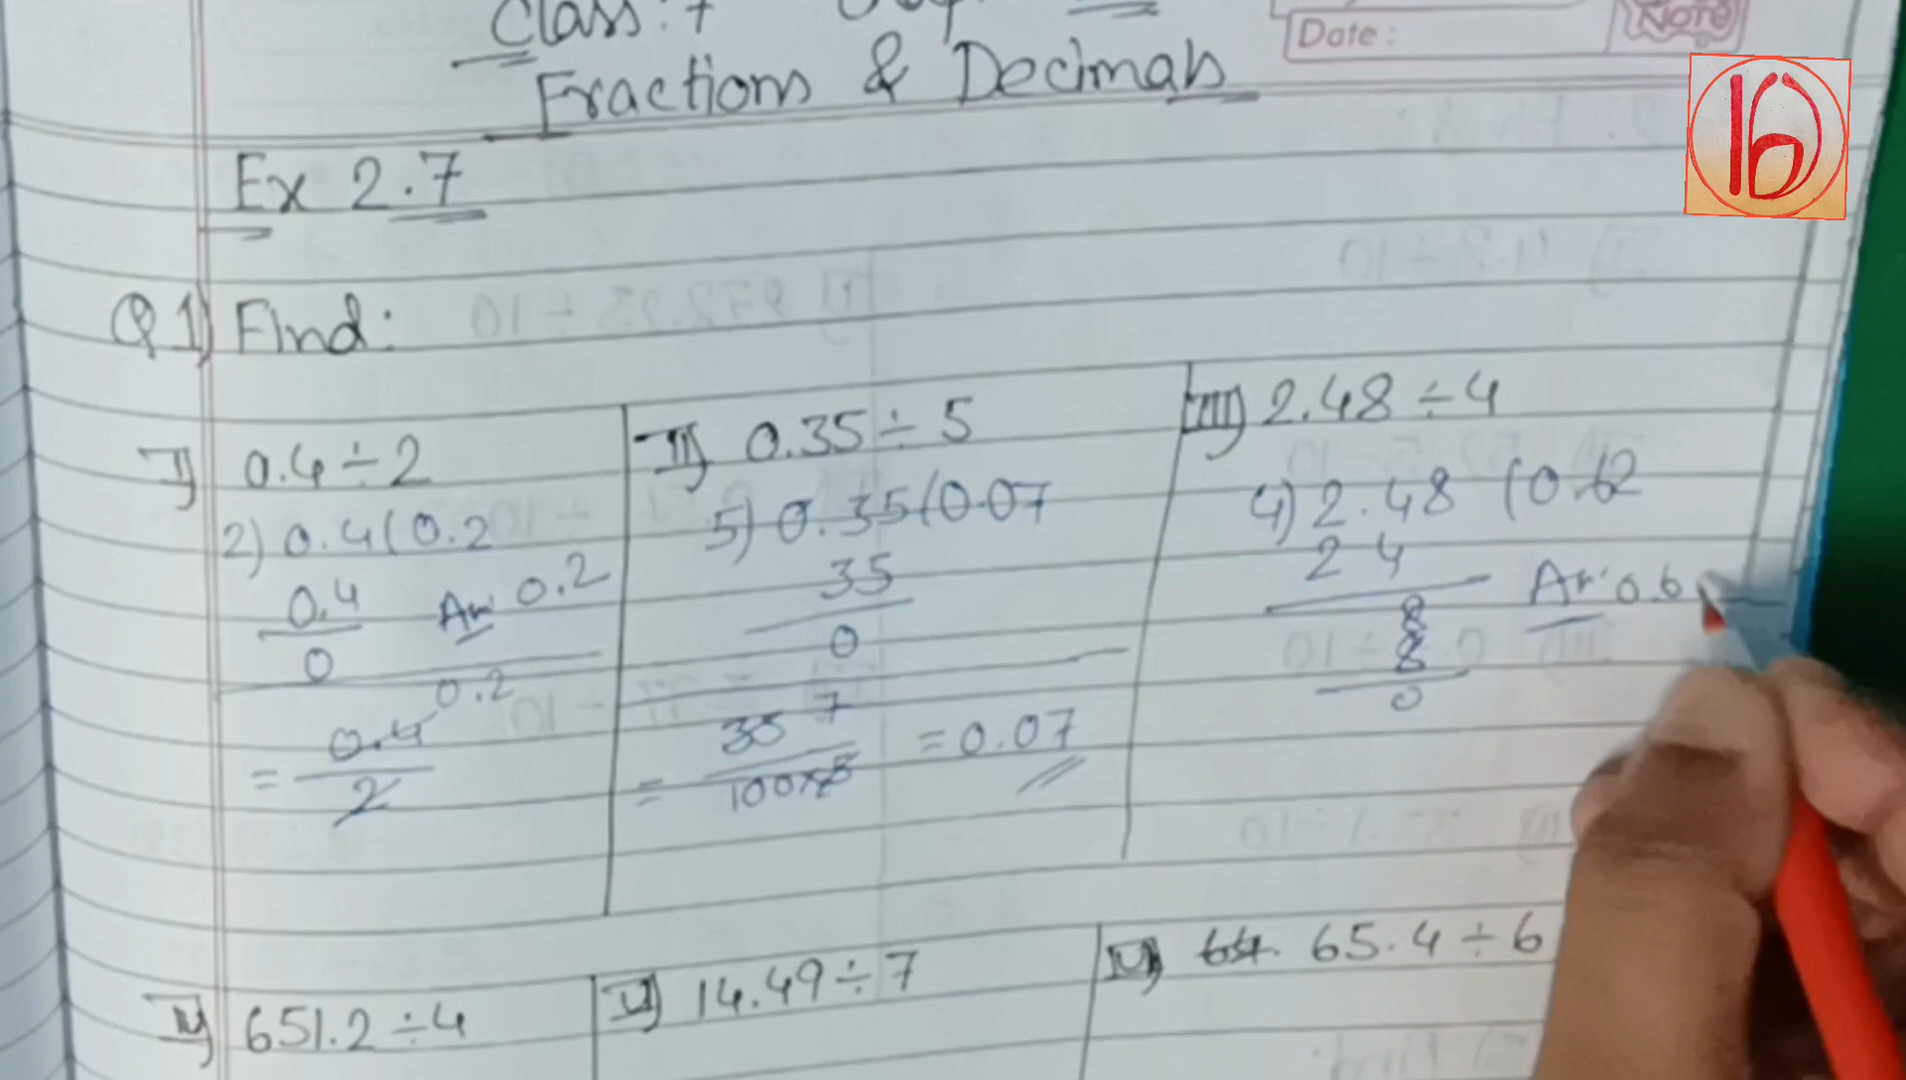 Class: 7
Date:
NOTE
Fractions & Decimals
Ex 2.7
Q1) Find:
I) 0.4 ÷ 2
2) 0.4 ( 0.2
0.4
0
Ans 0.2
0.2
= 0.4
2
II) 0.35 ÷ 5
5) 0.35 ( 0.07
35
0
35 7
= 100×5 = 0.07
III) 2.48 ÷ 4
4) 2.48 ( 0.62
2 4
8
8
0
Ans 0.6
651.2 ÷ 4
14.49 ÷ 7
64. 65.4 ÷ 6